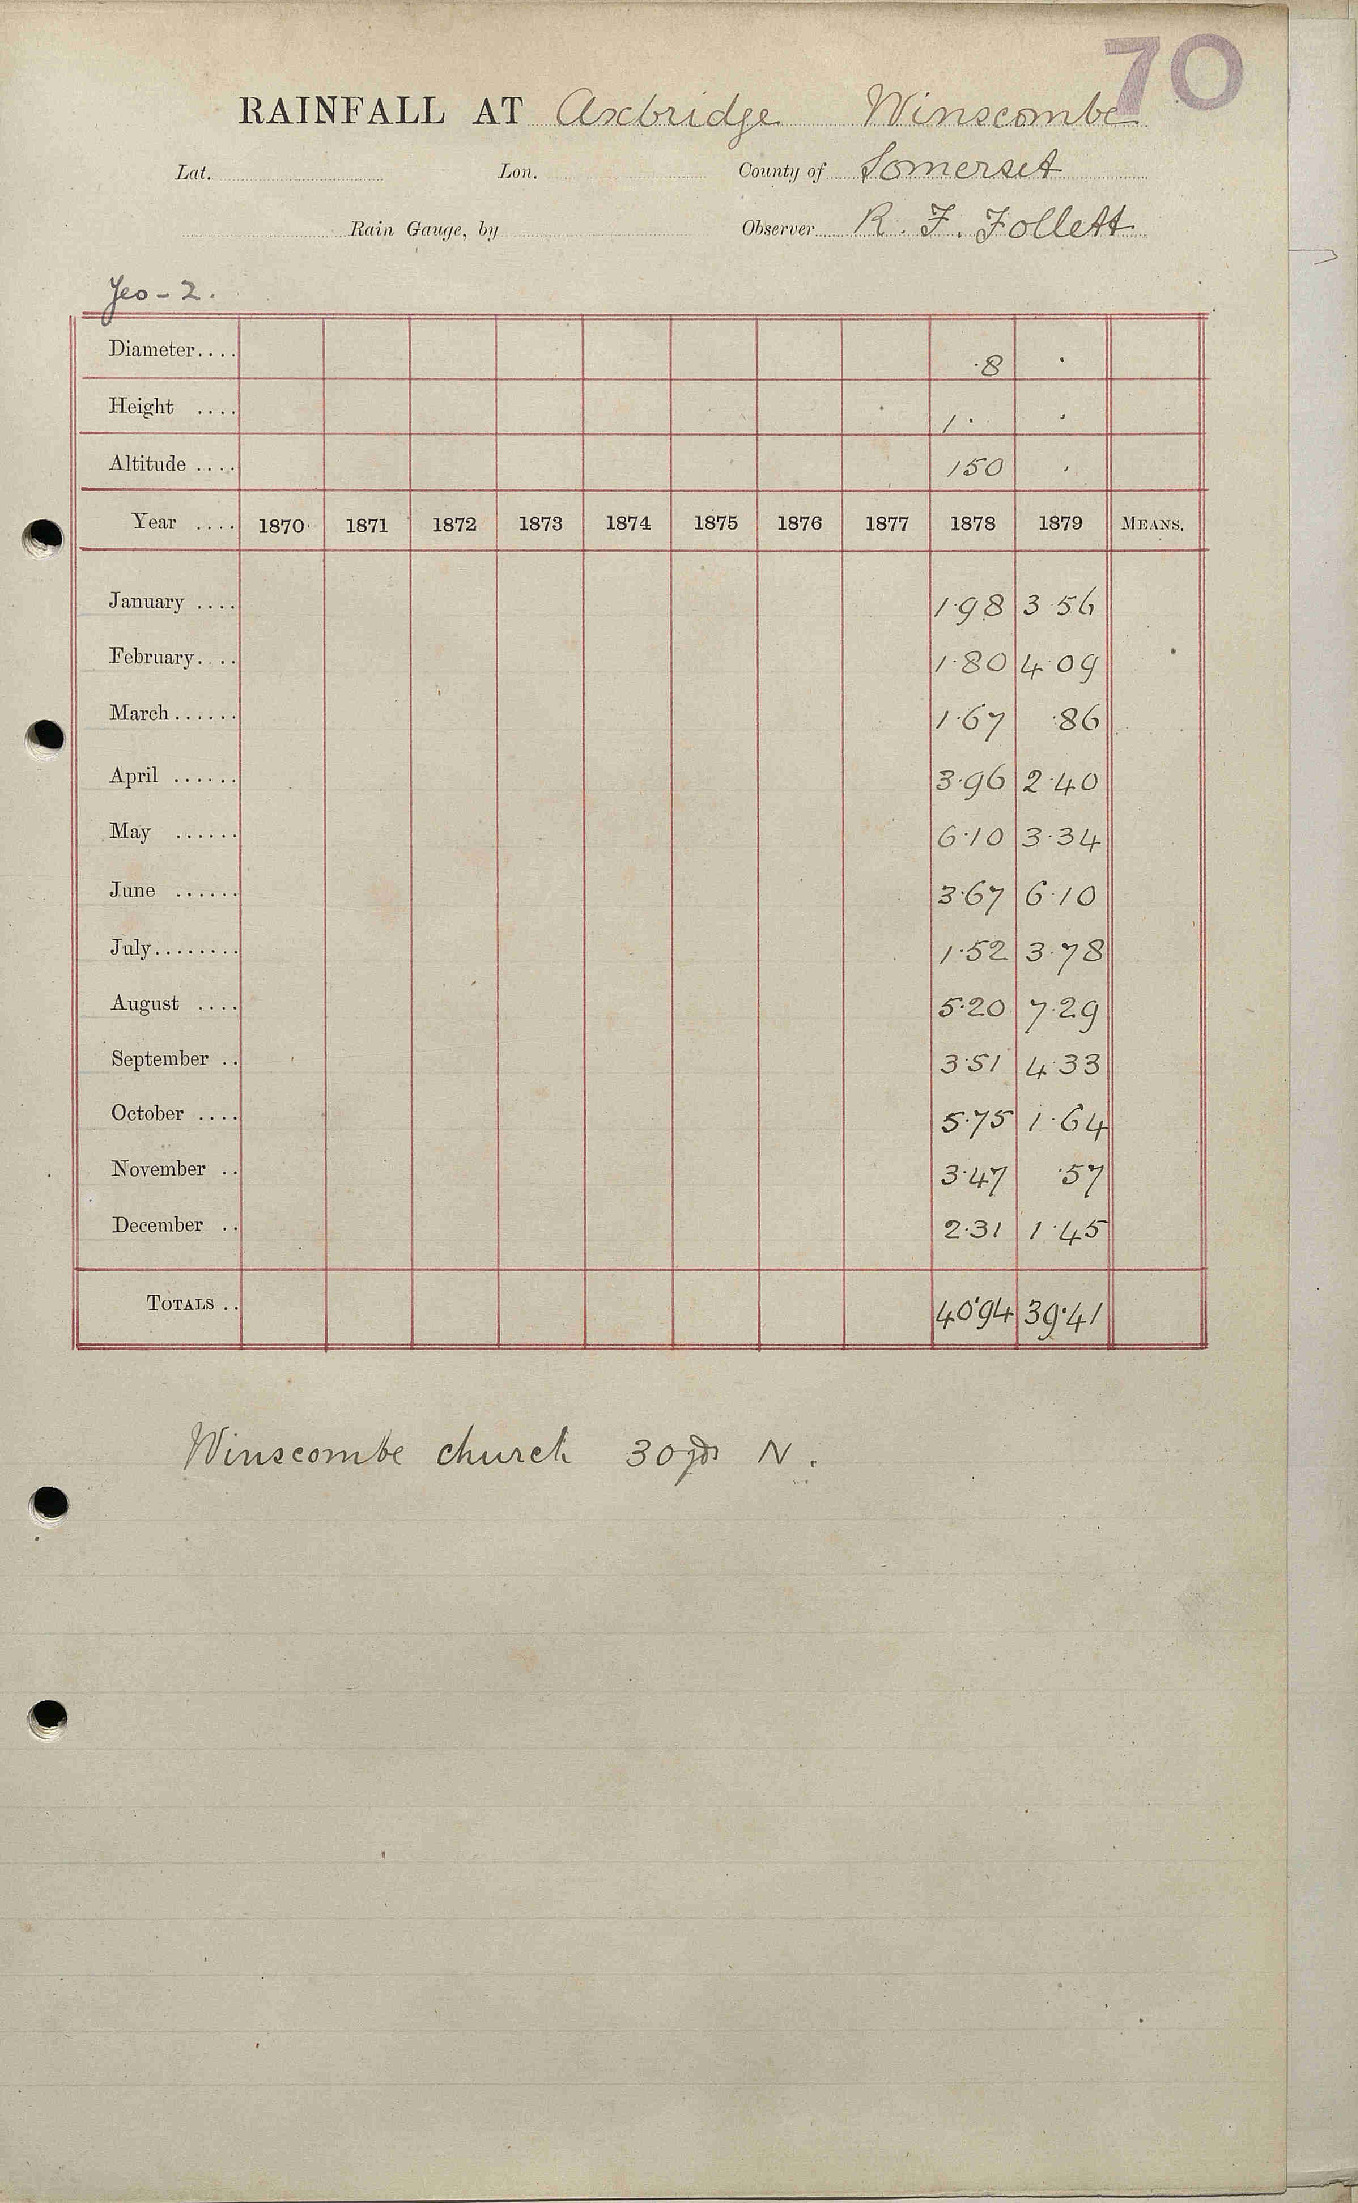 70
RAINFALL AT Axbridge Winscombe
Lat. Lon. County of Somerset
Rain Gauge, by Observer R. F. Follett
Yeo - 2.
Diameter.... 8 .
Height .... 1. .
Altitude .... 150 .
Year .... 1870 1871 1872 1873 1874 1875 1876 1877 1878 1879 MEANS.
January .... 1.98 3.56
February.... 1.80 4.09
March...... 1.67 .86
April ...... 3.96 2.40
May ...... 6.10 3.34
June ...... 3.67 6.10
July........ 1.52 3.78
August .... 5.20 7.29
September .. 3.51 4.33
October .... 5.75 1.64
November .. 3.47 .57
December .. 2.31 1.45
TOTALS .. 40.94 39.41
Winscombe church 30 yds N.